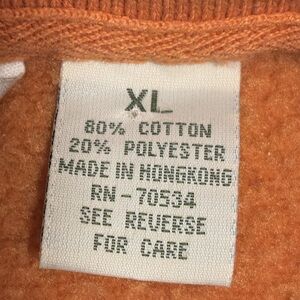 XL
80% COTTON
20% POLYESTER
MADE IN HONGKONG
RN-70534
SEE REVERSE
FOR CARE